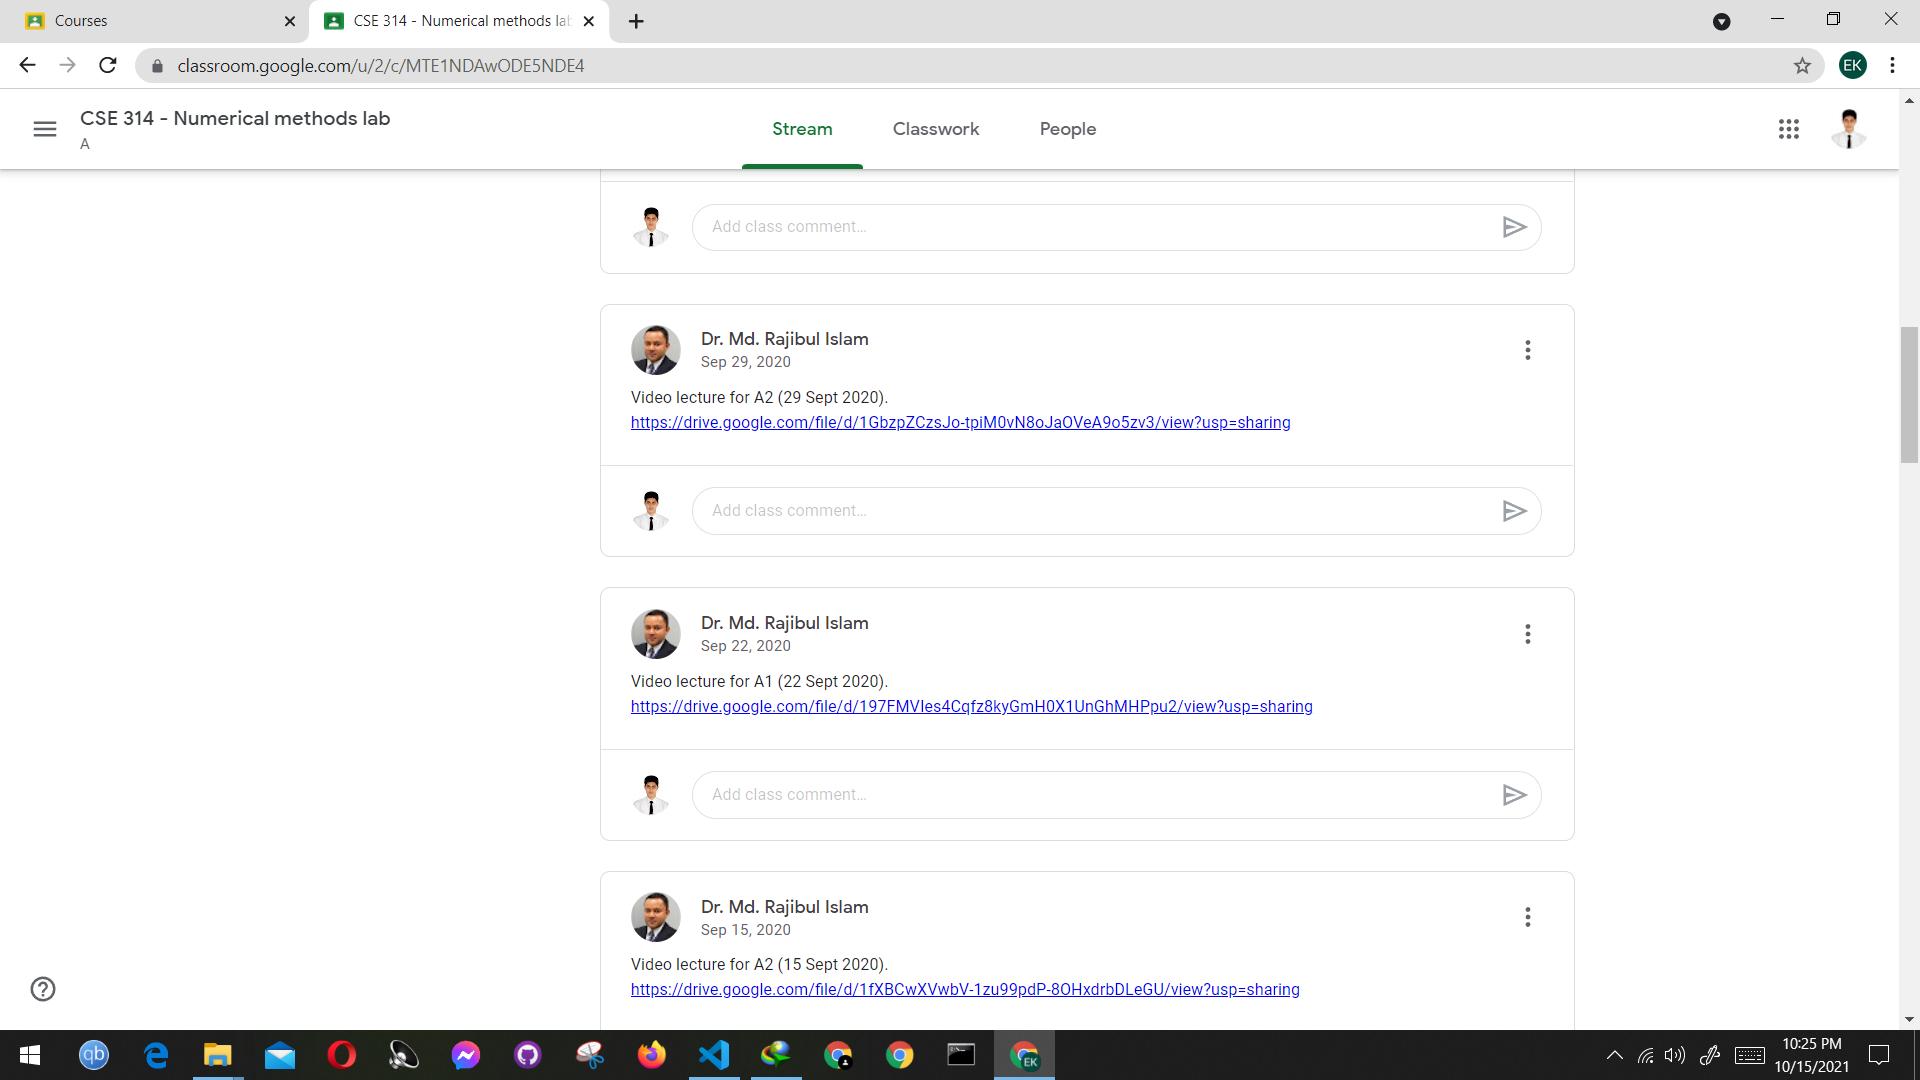 Courses
CSE 314 - Numerical methods lab
classroom.google.com/u/2/c/MTE1NDAwODE5NDE4
EK
CSE 314 - Numerical methods lab
A
Stream
Classwork
People
Add class comment...
Dr. Md. Rajibul Islam
Sep 29, 2020
Video lecture for A2 (29 Sept 2020).
https://drive.google.com/file/d/1GbzpZCzsJo-tpiM0vN8oJaOVeA9o5zv3/view?usp=sharing
Add class comment...
Dr. Md. Rajibul Islam
Sep 22, 2020
Video lecture for A1 (22 Sept 2020).
https://drive.google.com/file/d/197FMVIes4Cqfz8kyGmH0X1UnGhMHPpu2/view?usp=sharing
Add class comment...
Dr. Md. Rajibul Islam
Sep 15, 2020
Video lecture for A2 (15 Sept 2020).
https://drive.google.com/file/d/1fXBCwXVwbV-1zu99pdP-8OHxdrbDLeGU/view?usp=sharing
qb
EK
10:25 PM
10/15/2021